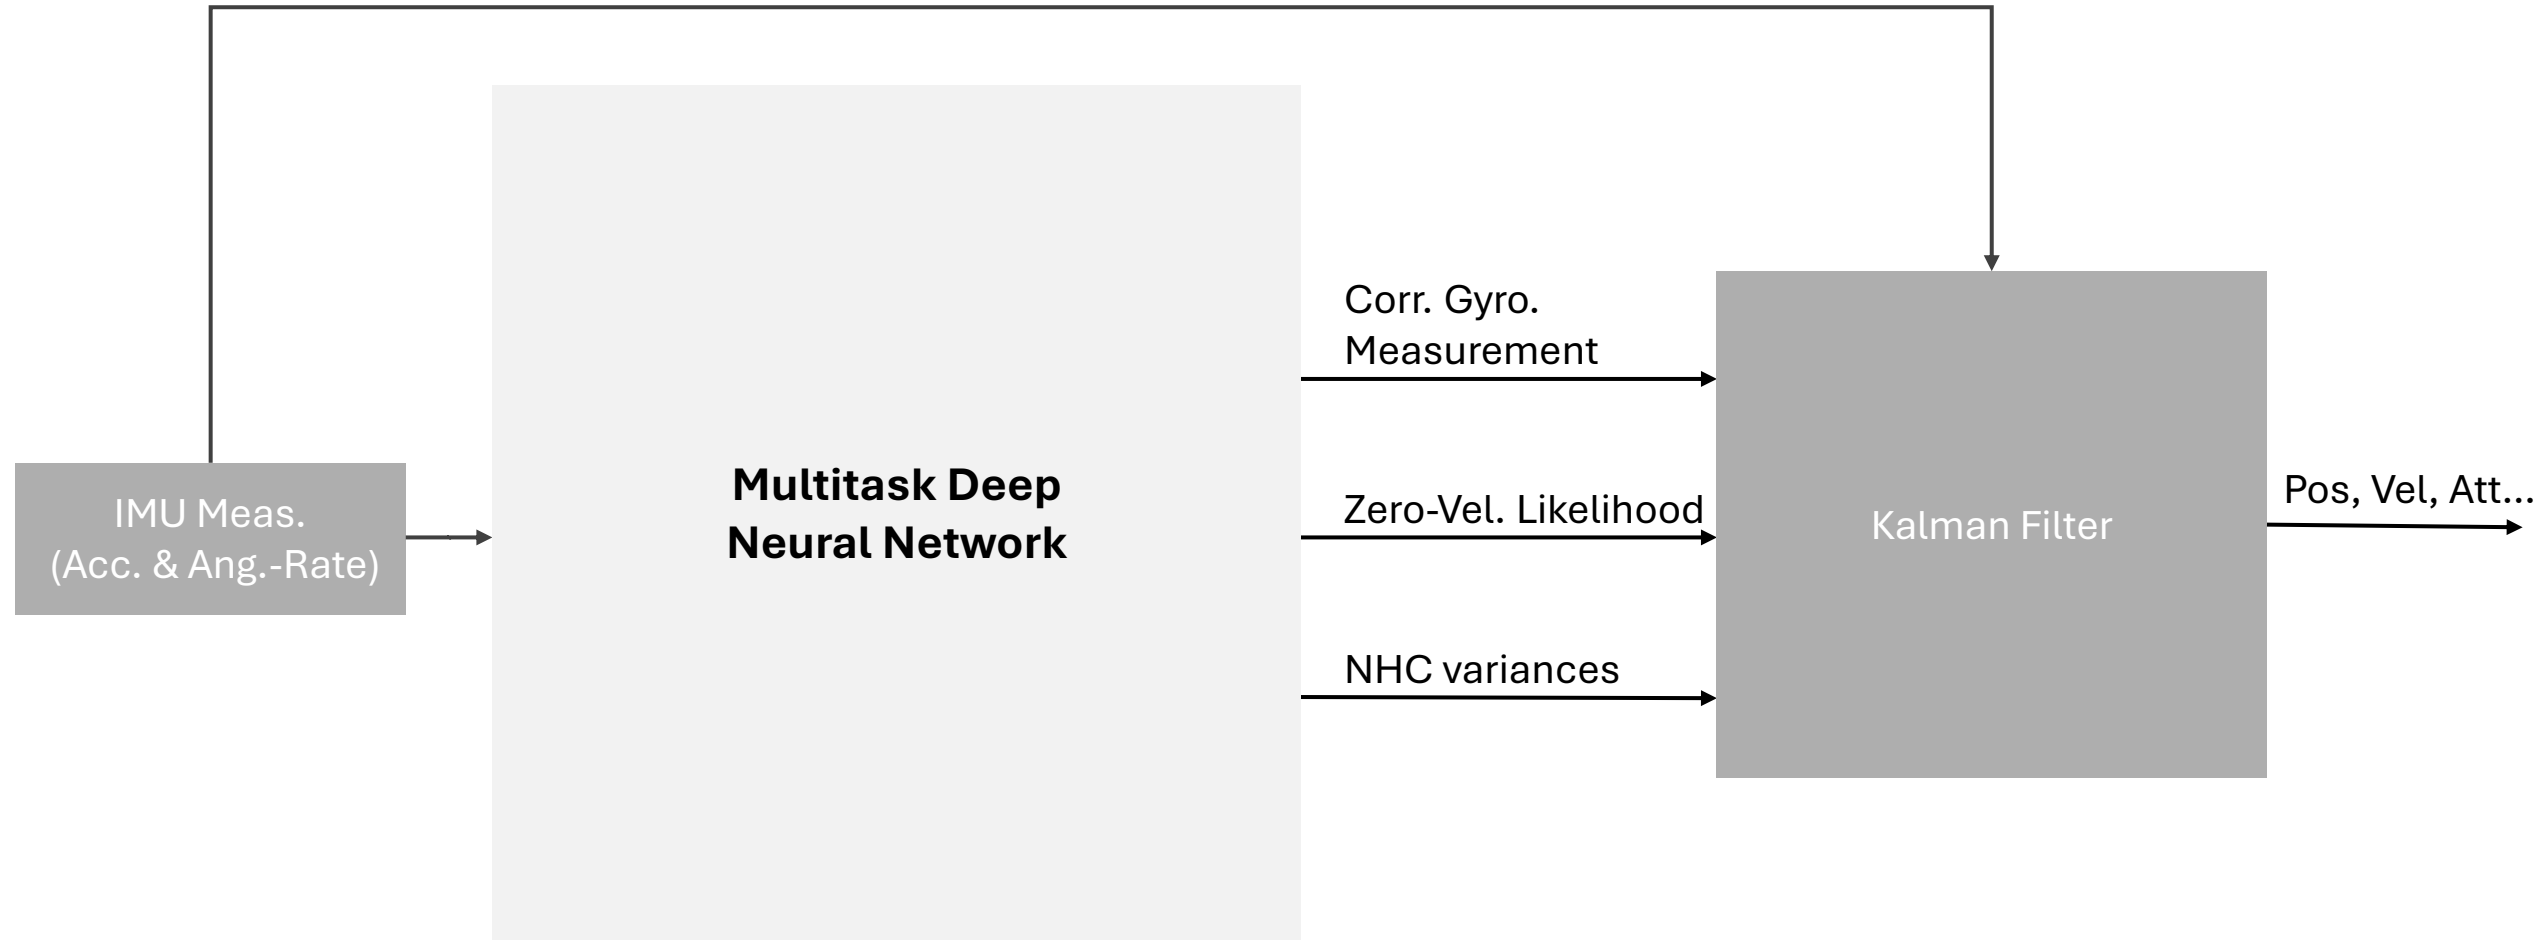 IMU Meas.
(Acc. & Ang.-Rate)
Multitask Deep
Neural Network
Corr. Gyro.
Measurement
Zero-Vel. Likelihood
NHC variances
Kalman Filter
Pos, Vel, Att...